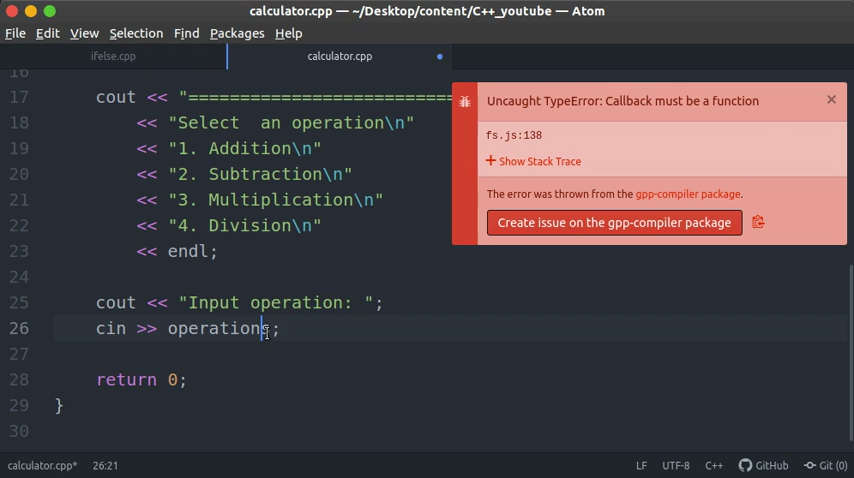 calculator.cpp — ~/Desktop/content/C++_youtube — Atom
File Edit View Selection Find Packages Help
ifelse.cpp calculator.cpp
16
17 cout << "==========================
18 << "Select  an operation\n"
19 << "1. Addition\n"
20 << "2. Subtraction\n"
21 << "3. Multiplication\n"
22 << "4. Division\n"
23 << endl;
24
25 cout << "Input operation: ";
26 cin >> operations;
27
28 return 0;
29 }
30
Uncaught TypeError: Callback must be a function
fs.js:138
+ Show Stack Trace
The error was thrown from the gpp-compiler package.
Create issue on the gpp-compiler package
calculator.cpp* 26:21 LF UTF-8 C++ GitHub Git (0)